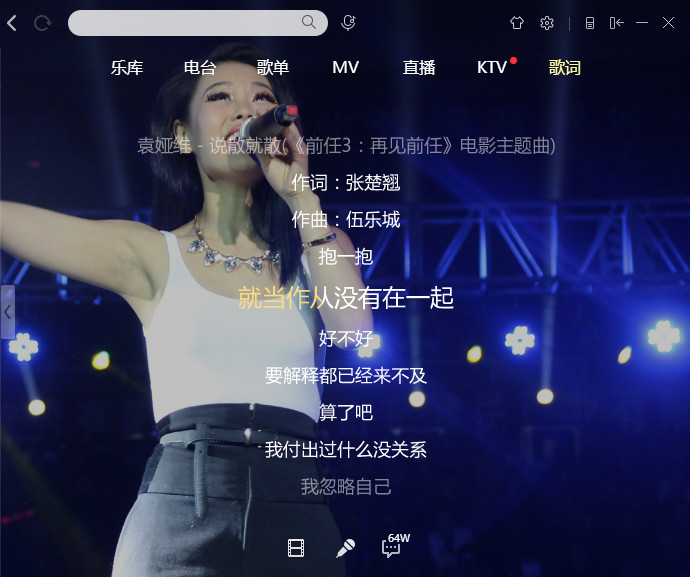 乐库 电台 歌单 MV 直播 KTV 歌词
袁娅维 - 说散就散(《前任3：再见前任》电影主题曲)
作词：张楚翘
作曲：伍乐城
抱一抱
就当作从没有在一起
好不好
要解释都已经来不及
算了吧
我付出过什么没关系
我忽略自己
64W